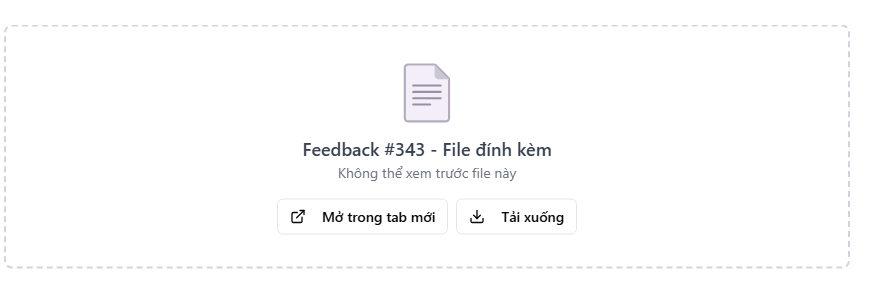 Feedback #343 - File đính kèm
Không thể xem trước file này
Mở trong tab mới
Tải xuống